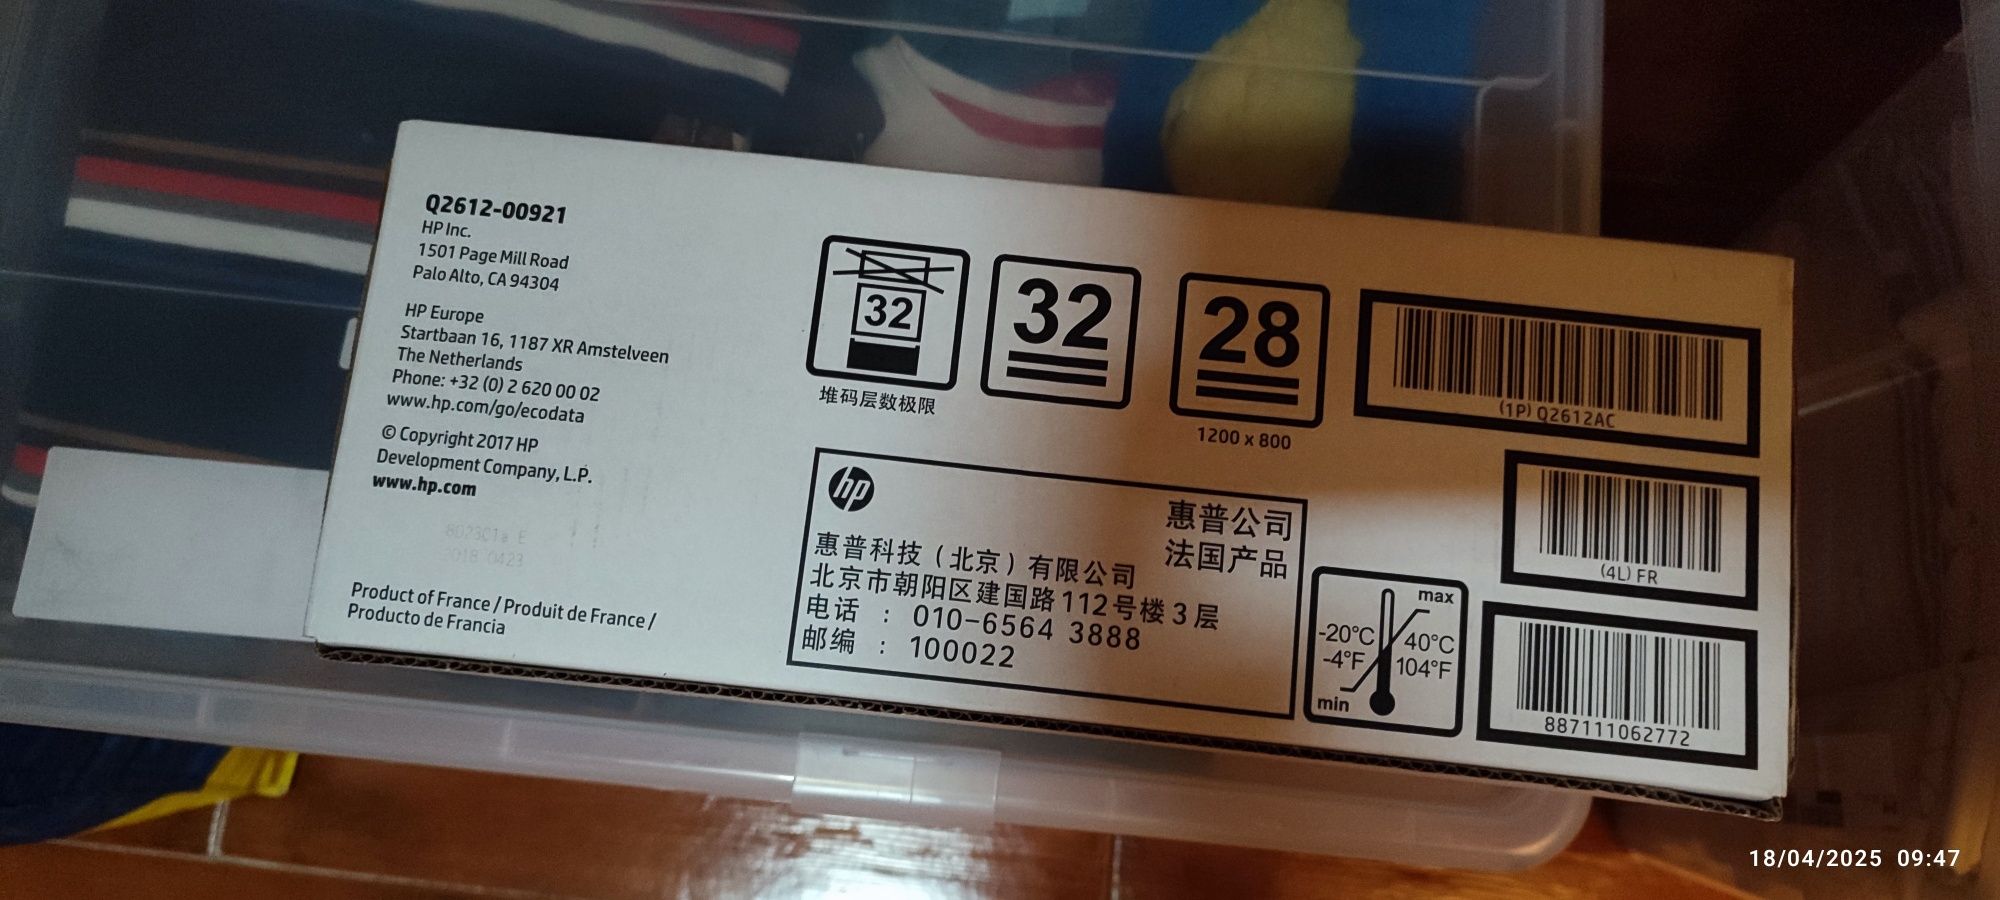 Q2612-00921
HP Inc.
1501 Page Mill Road
Palo Alto, CA 94304
HP Europe
Startbaan 16, 1187 XR Amstelveen
The Netherlands
Phone: +32 (0) 2 620 00 02
www.hp.com/go/ecodata
© Copyright 2017 HP
Development Company, L.P.
www.hp.com
2018 0423
Product of France / Produit de France /
Producto de Francia
32
堆码层数极限
32
28
1200 x 800
(1P) Q2612AC
(4L) FR
887111062772
hp
惠普公司
法国产品
惠普科技（北京）有限公司
北京市朝阳区建国路112号楼3层
电话 ： 010-6564 3888
邮编 ： 100022
max
-20°C
40°C
-4°F
104°F
min
18/04/2025 09:47